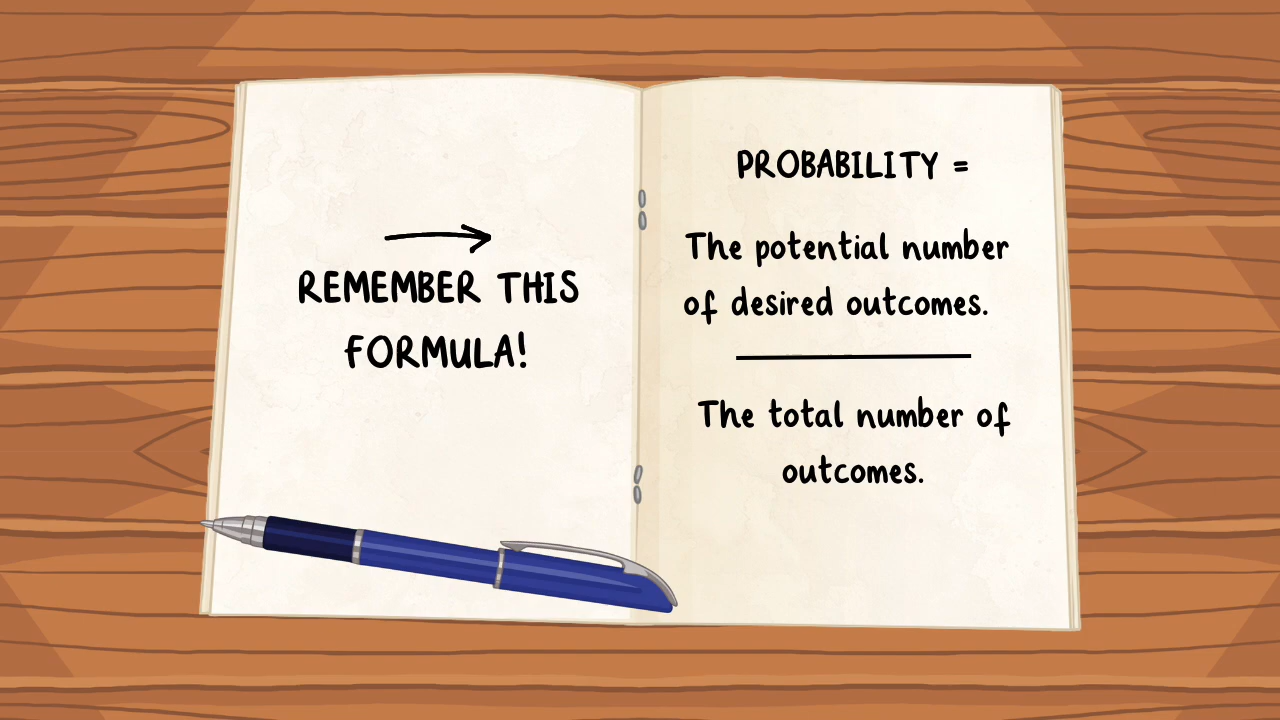 REMEMBER THIS
FORMULA!
PROBABILITY =
The potential number
of desired outcomes.
The total number of
outcomes.